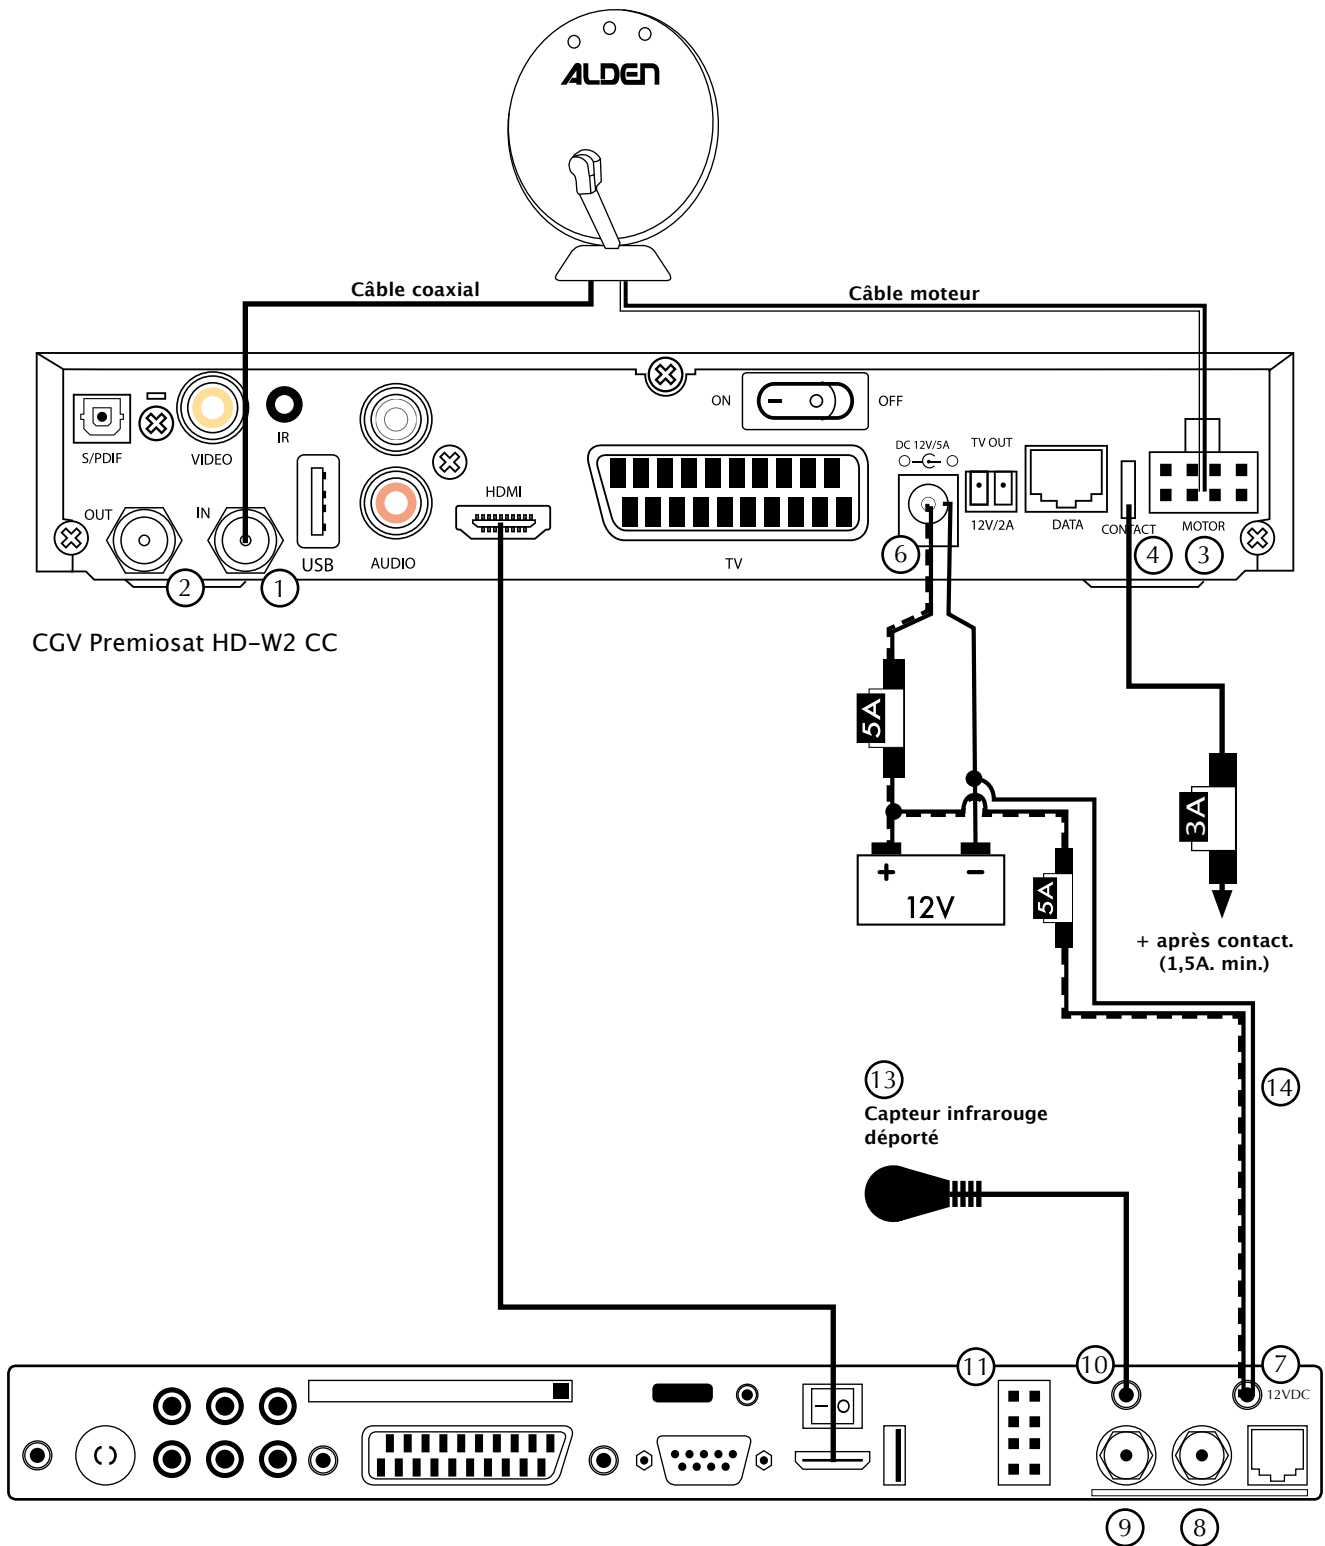 ALDEN
Câble coaxial
Câble moteur
ON
OFF
S/PDIF
VIDEO
IR
DC 12V/5A
TV OUT
HDMI
OUT
IN
USB
AUDIO
TV
12V/2A
DATA
CONTACT
MOTOR
6
4
3
2
1
CGV Premiosat HD-W2 CC
5A
3A
+ -
12V
5A
+ après contact.
(1,5A. min.)
13
Capteur infrarouge
déporté
14
11
10
7
12VDC
9
8